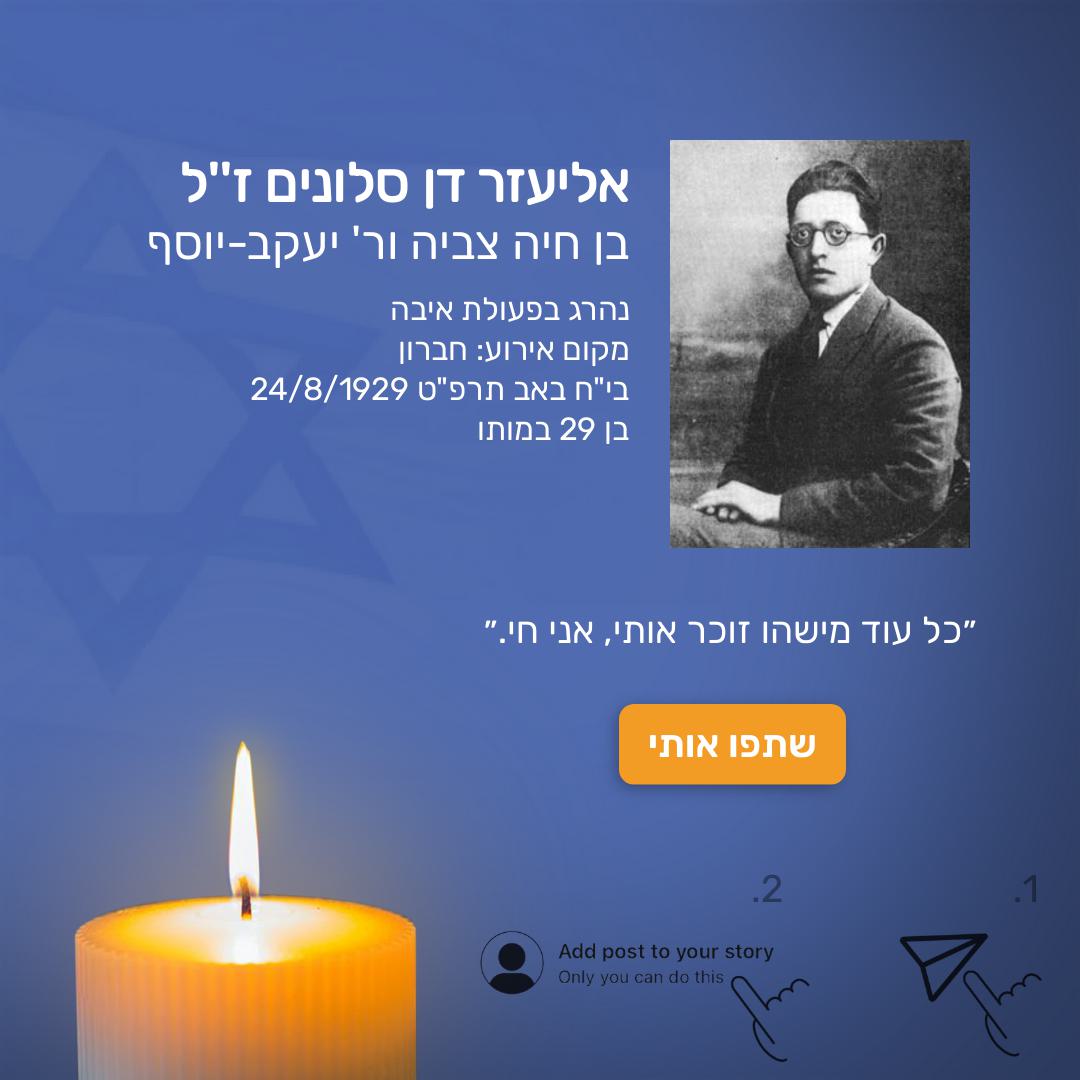 אליעזר דן סלונים ז"ל
בן חיה צביה ור' יעקב-יוסף
נהרג בפעולת איבה
מקום אירוע: חברון
בי"ח באב תרפ"ט 24/8/1929
בן 29 במותו
״כל עוד מישהו זוכר אותי, אני חי.״
שתפו אותי
.1
.2
Add post to your story
Only you can do this